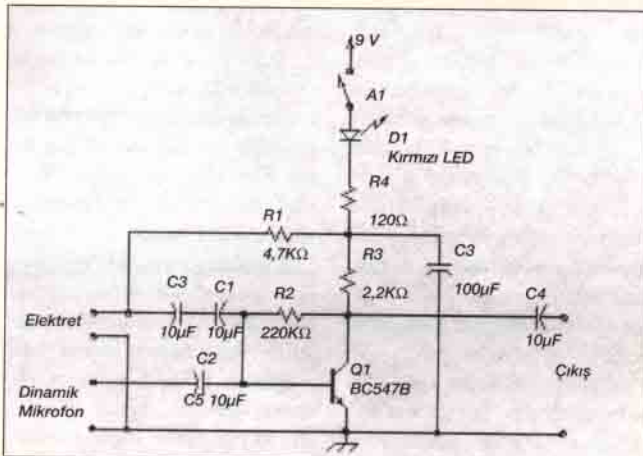 9 V
A1
D1
Kırmızı LED
R4
120Ω
R1
4,7KΩ
R3
2,2KΩ
C3
100µF
C3
10µF
C1
10µF
R2
220KΩ
C4
10µF
Elektret
C2
C5 10µF
Q1
BC547B
Çıkış
Dinamik
Mikrofon